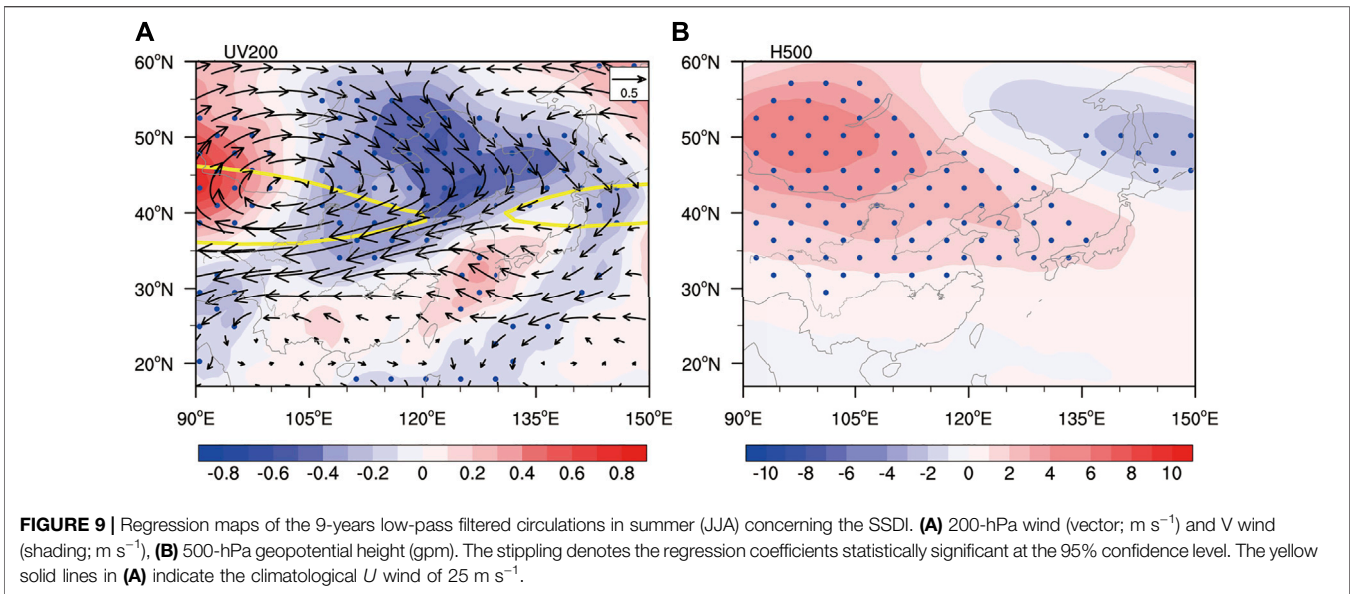 A
B
UV200
H500
60°N
50°N
40°N
30°N
20°N
0.5
60°N
50°N
40°N
30°N
20°N
90°E 105°E 120°E 135°E 150°E
90°E 105°E 120°E 135°E 150°E
-0.8 -0.6 -0.4 -0.2 0 0.2 0.4 0.6 0.8
-10 -8 -6 -4 -2 0 2 4 6 8 10
FIGURE 9 | Regression maps of the 9-years low-pass filtered circulations in summer (JJA) concerning the SSDI. (A) 200-hPa wind (vector; m s⁻¹) and V wind
(shading; m s⁻¹), (B) 500-hPa geopotential height (gpm). The stippling denotes the regression coefficients statistically significant at the 95% confidence level. The yellow
solid lines in (A) indicate the climatological U wind of 25 m s⁻¹.